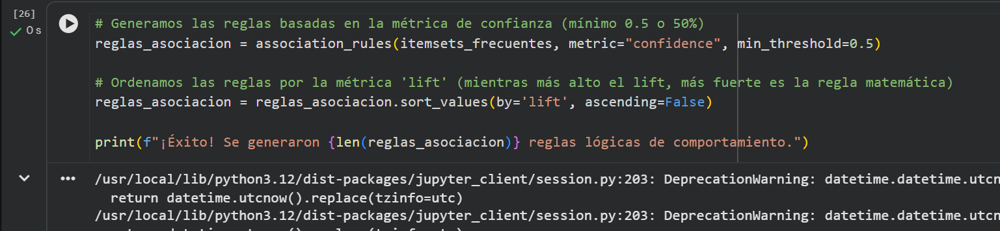 [26]
0 s
# Generamos las reglas basadas en la métrica de confianza (mínimo 0.5 o 50%)
reglas_asociacion = association_rules(itemsets_frecuentes, metric="confidence", min_threshold=0.5)
# Ordenamos las reglas por la métrica 'lift' (mientras más alto el lift, más fuerte es la regla matemática)
reglas_asociacion = reglas_asociacion.sort_values(by='lift', ascending=False)
print(f"¡Éxito! Se generaron {len(reglas_asociacion)} reglas lógicas de comportamiento.")
/usr/local/lib/python3.12/dist-packages/jupyter_client/session.py:203: DeprecationWarning: datetime.datetime.utcn
return datetime.utcnow().replace(tzinfo=utc)
/usr/local/lib/python3.12/dist-packages/jupyter_client/session.py:203: DeprecationWarning: datetime.datetime.utcn